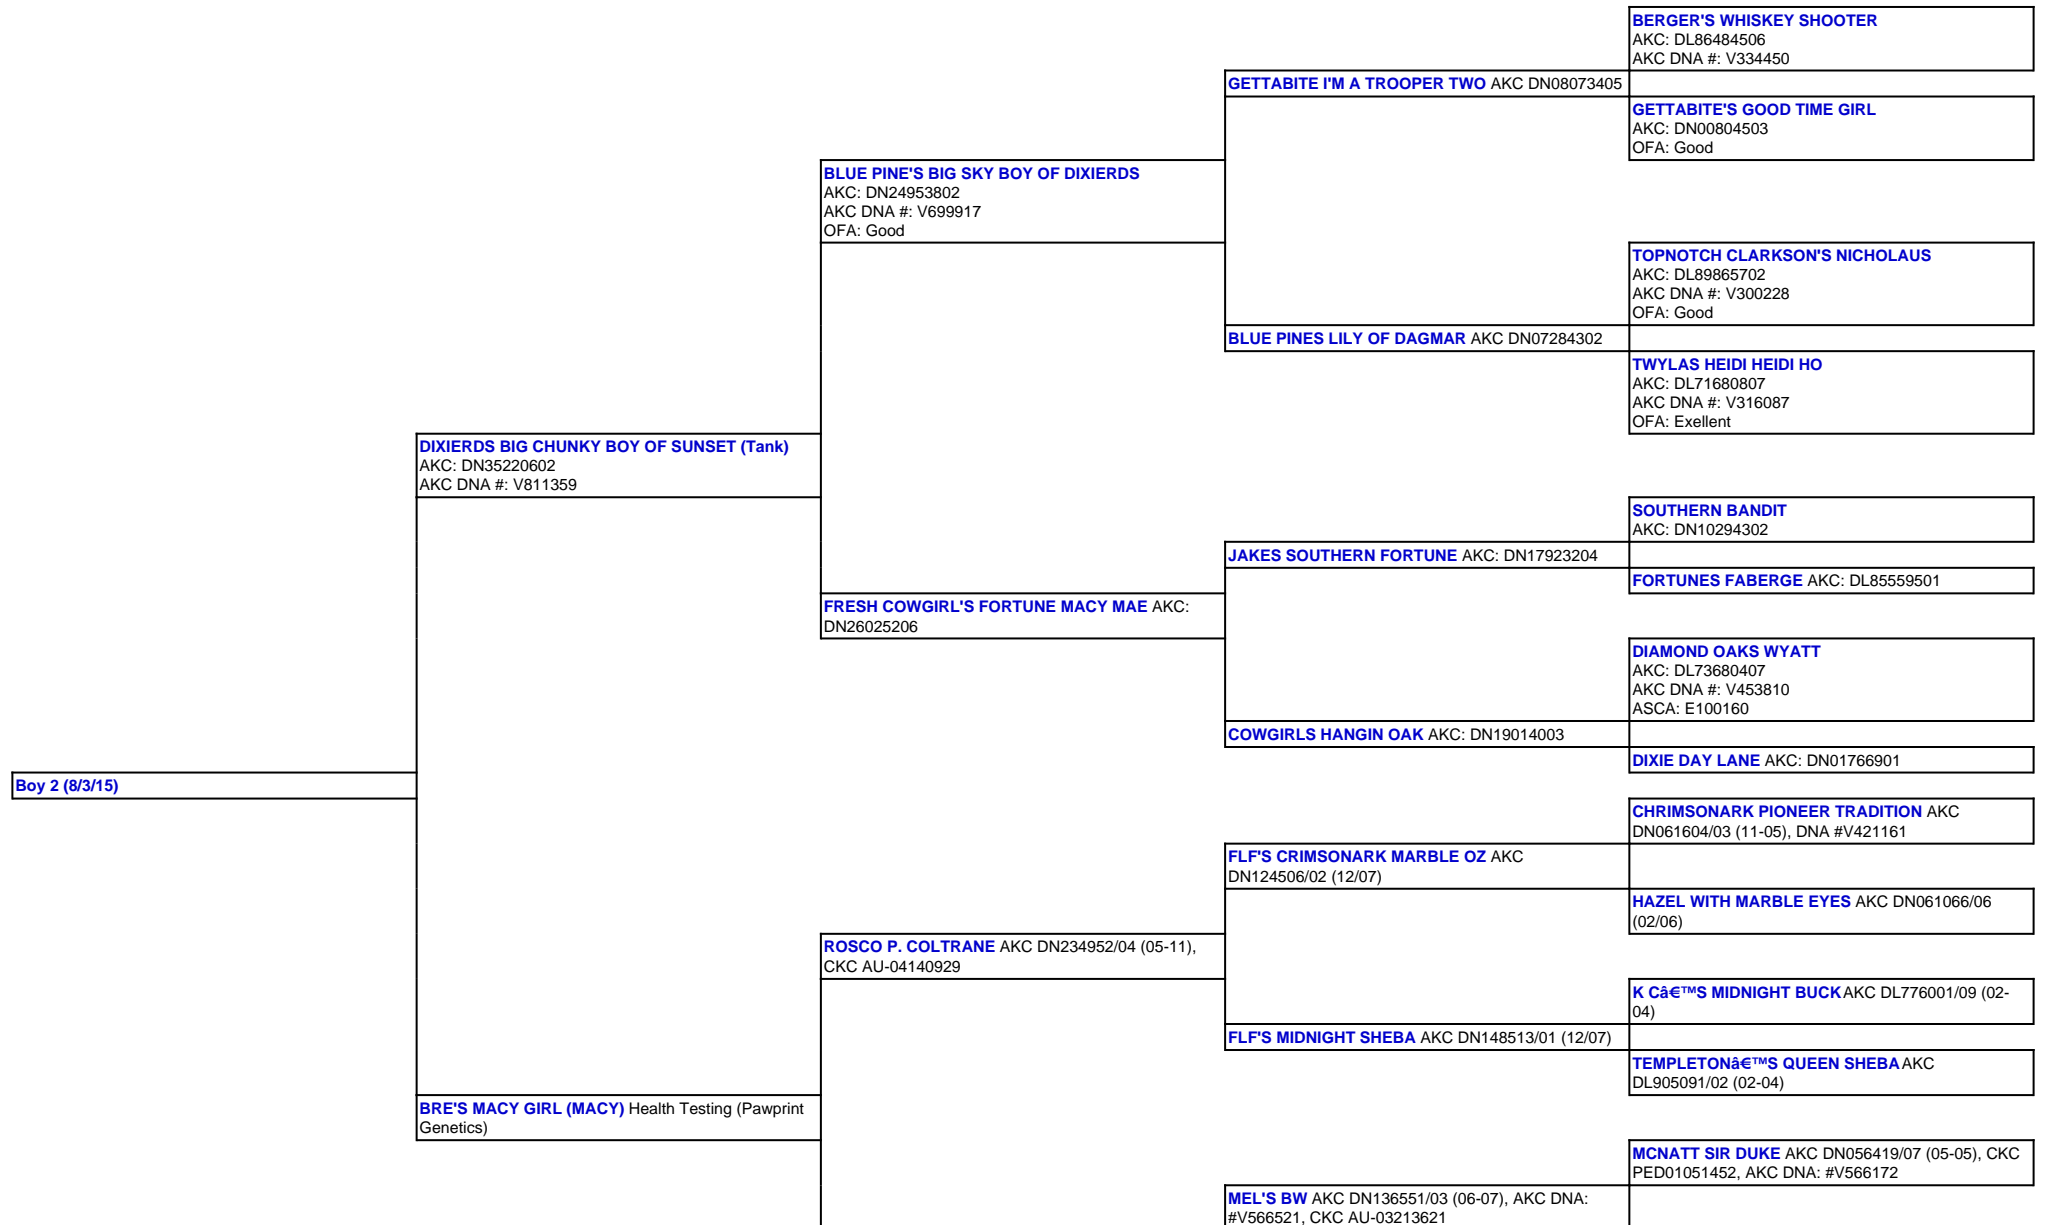 BERGER'S WHISKEY SHOOTER
AKC: DL86484506
AKC DNA #: V334450
GETTABITE I'M A TROOPER TWO AKC DN08073405
GETTABITE'S GOOD TIME GIRL
AKC: DN00804503
OFA: Good
BLUE PINE'S BIG SKY BOY OF DIXIERDS
AKC: DN24953802
AKC DNA #: V699917
OFA: Good
TOPNOTCH CLARKSON'S NICHOLAUS
AKC: DL89865702
AKC DNA #: V300228
OFA: Good
BLUE PINES LILY OF DAGMAR AKC DN07284302
TWYLAS HEIDI HEIDI HO
AKC: DL71680807
AKC DNA #: V316087
OFA: Exellent
DIXIERDS BIG CHUNKY BOY OF SUNSET (Tank)
AKC: DN35220602
AKC DNA #: V811359
SOUTHERN BANDIT
AKC: DN10294302
JAKES SOUTHERN FORTUNE AKC: DN17923204
FORTUNES FABERGE AKC: DL85559501
FRESH COWGIRL'S FORTUNE MACY MAE AKC:
DN26025206
DIAMOND OAKS WYATT
AKC: DL73680407
AKC DNA #: V453810
ASCA: E100160
COWGIRLS HANGIN OAK AKC: DN19014003
DIXIE DAY LANE AKC: DN01766901
Boy 2 (8/3/15)
CHRIMSONARK PIONEER TRADITION AKC
DN061604/03 (11-05), DNA #V421161
FLF'S CRIMSONARK MARBLE OZ AKC
DN124506/02 (12/07)
HAZEL WITH MARBLE EYES AKC DN061066/06
(02/06)
ROSCO P. COLTRANE AKC DN234952/04 (05-11),
CKC AU-04140929
K Câ€™S MIDNIGHT BUCK AKC DL776001/09 (02-
04)
FLF'S MIDNIGHT SHEBA AKC DN148513/01 (12/07)
TEMPLETONâ€™S QUEEN SHEBA AKC
DL905091/02 (02-04)
BRE'S MACY GIRL (MACY) Health Testing (Pawprint
Genetics)
MCNATT SIR DUKE AKC DN056419/07 (05-05), CKC
PED01051452, AKC DNA: #V566172
MEL'S BW AKC DN136551/03 (06-07), AKC DNA:
#V566521, CKC AU-03213621